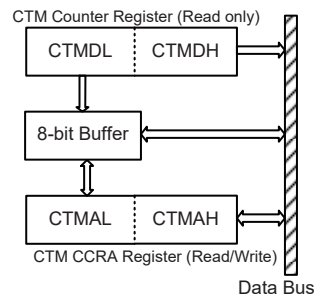 CTM Counter Register (Read only)
CTMDL CTMDH
8-bit Buffer
CTMAL CTMAH
CTM CCRA Register (Read/Write)
Data Bus